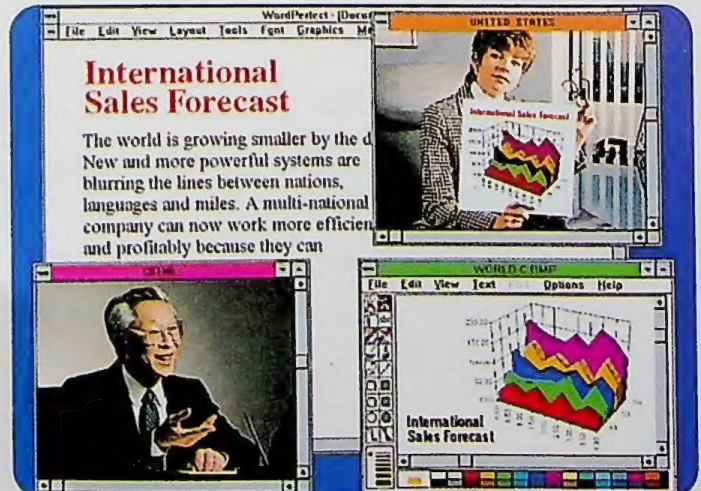 WordPerfect - [Docum
File Edit View Layout Tools Font Graphics
International
Sales Forecast
The world is growing smaller by the d
New and more powerful systems are
blurring the lines between nations,
languages and miles. A multi-national
company can now work more efficien
and profitably because they can
UNITED STATES
International Sales Forecast
WORLD COMP
File Edit View Text Options Help
International
Sales Forecast